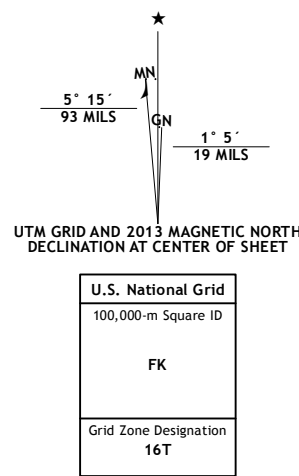 ★
MN
GN
5° 15´
93 MILS
1° 5´
19 MILS
UTM GRID AND 2013 MAGNETIC NORTH
DECLINATION AT CENTER OF SHEET
U.S. National Grid
100,000-m Square ID
FK
Grid Zone Designation
16T